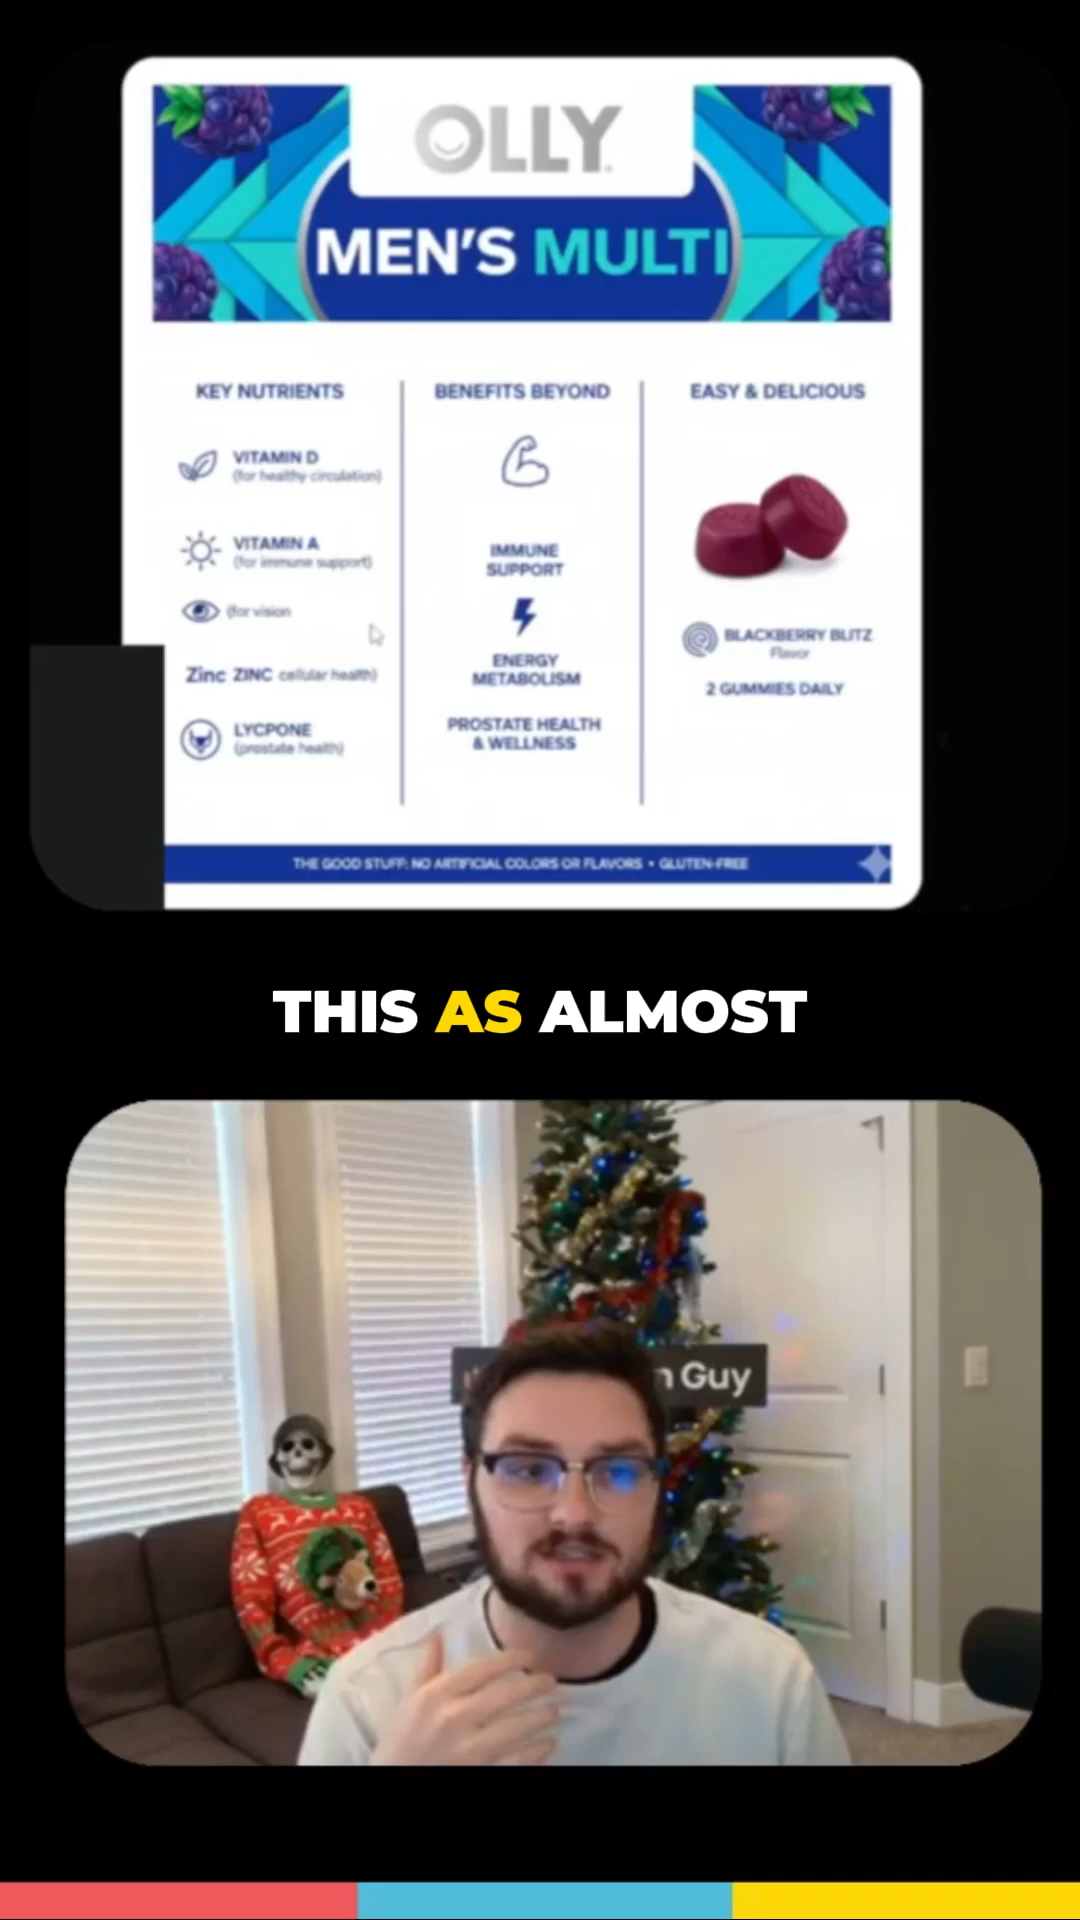 OLLY
MEN'S MULTI
KEY NUTRIENTS
VITAMIN D
(for healthy circulation)
VITAMIN A
(for immune support)
(for vision
Zinc ZINC cellular health)
LYCPONE
(prostate health)
BENEFITS BEYOND
IMMUNE
SUPPORT
ENERGY
METABOLISM
PROSTATE HEALTH
& WELLNESS
EASY & DELICIOUS
BLACKBERRY BLITZ
Flavor
2 GUMMIES DAILY
THE GOOD STUFF: NO ARTIFICIAL COLORS OR FLAVORS • GLUTEN-FREE
THIS AS ALMOST
Guy